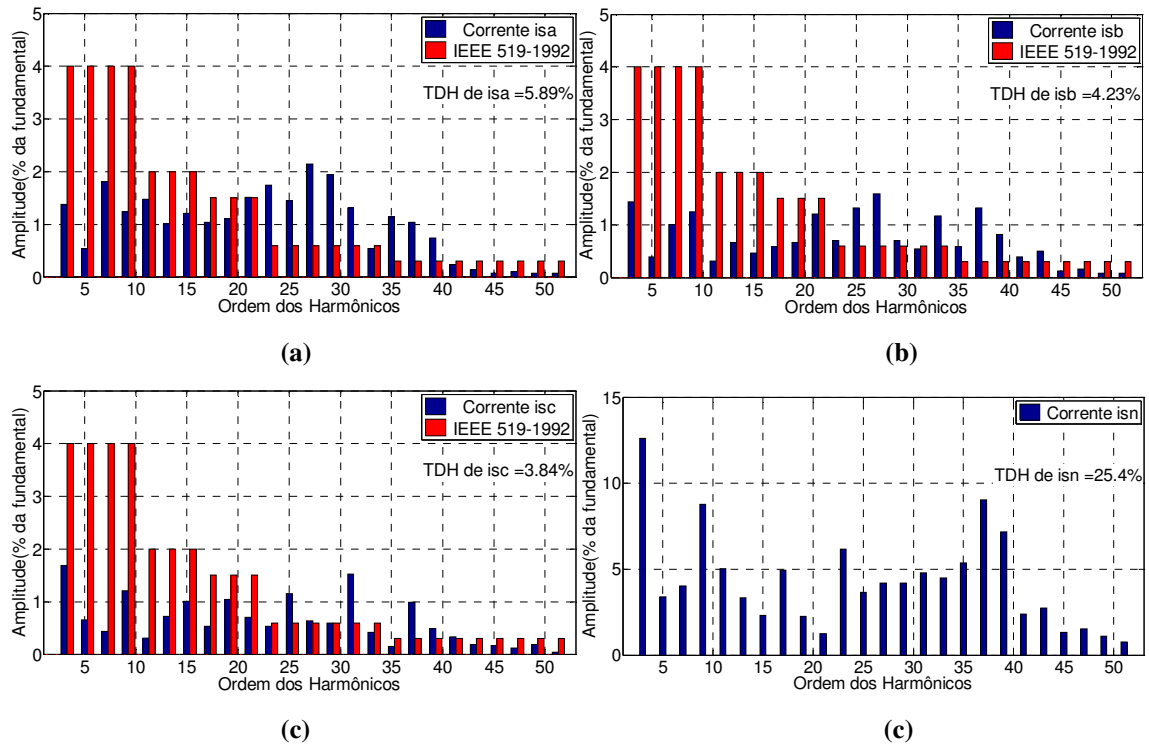 5
4
3
2
1
0
Amplitude(% da fundamental)
Corrente isa
IEEE 519-1992
TDH de isa =5.89%
5 10 15 20 25 30 35 40 45 50
Ordem dos Harmônicos
(a)
5
4
3
2
1
0
Amplitude(% da fundamental)
Corrente isb
IEEE 519-1992
TDH de isb =4.23%
5 10 15 20 25 30 35 40 45 50
Ordem dos Harmônicos
(b)
5
4
3
2
1
0
Amplitude(% da fundamental)
Corrente isc
IEEE 519-1992
TDH de isc =3.84%
5 10 15 20 25 30 35 40 45 50
Ordem dos Harmônicos
(c)
15
10
5
0
Amplitude(% da fundamental)
Corrente isn
TDH de isn =25.4%
5 10 15 20 25 30 35 40 45 50
Ordem dos Harmônicos
(c)